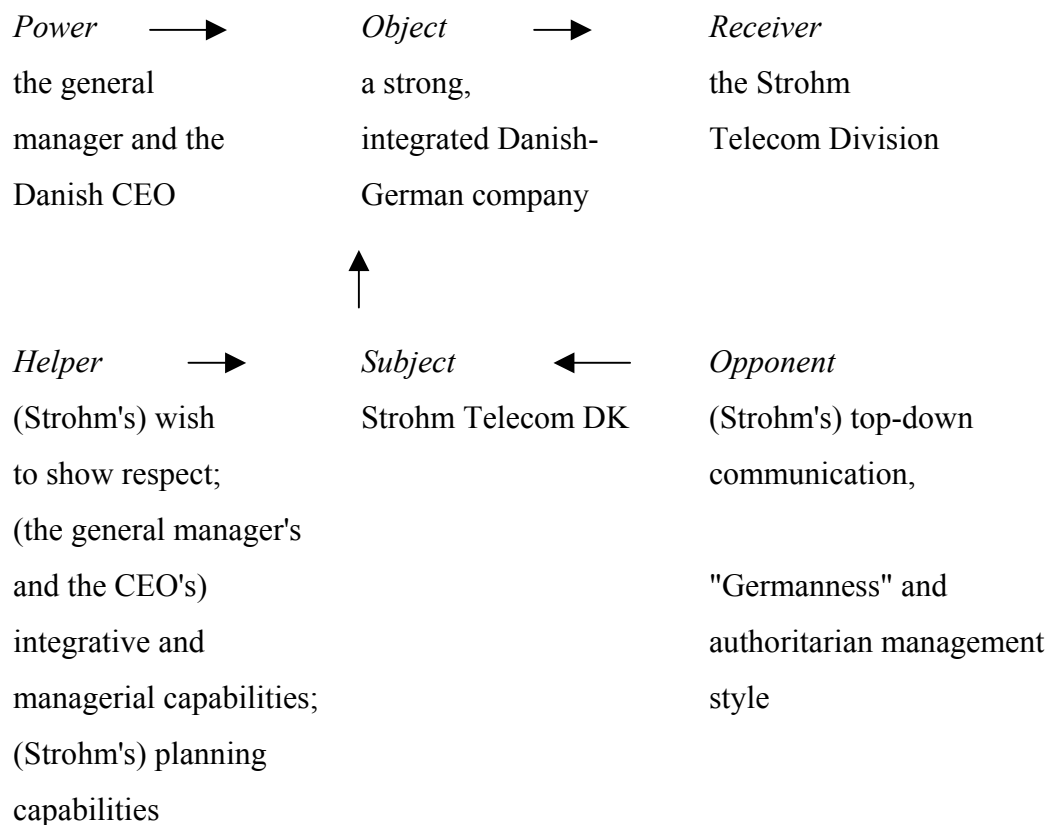 Power Object Receiver
the general a strong, the Strohm
manager and the integrated Danish- Telecom Division
Danish CEO German company
Helper Subject Opponent
(Strohm's) wish Strohm Telecom DK (Strohm's) top-down
to show respect; communication,
(the general manager's
and the CEO's) "Germanness" and
integrative and authoritarian management
managerial capabilities; style
(Strohm's) planning
capabilities